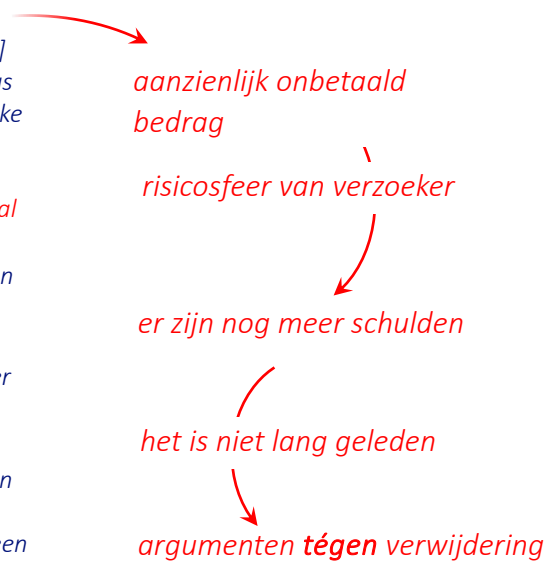 aanzienlijk onbetaald
bedrag
risicosfeer van verzoeker
er zijn nog meer schulden
het is niet lang geleden
argumenten tégen verwijdering